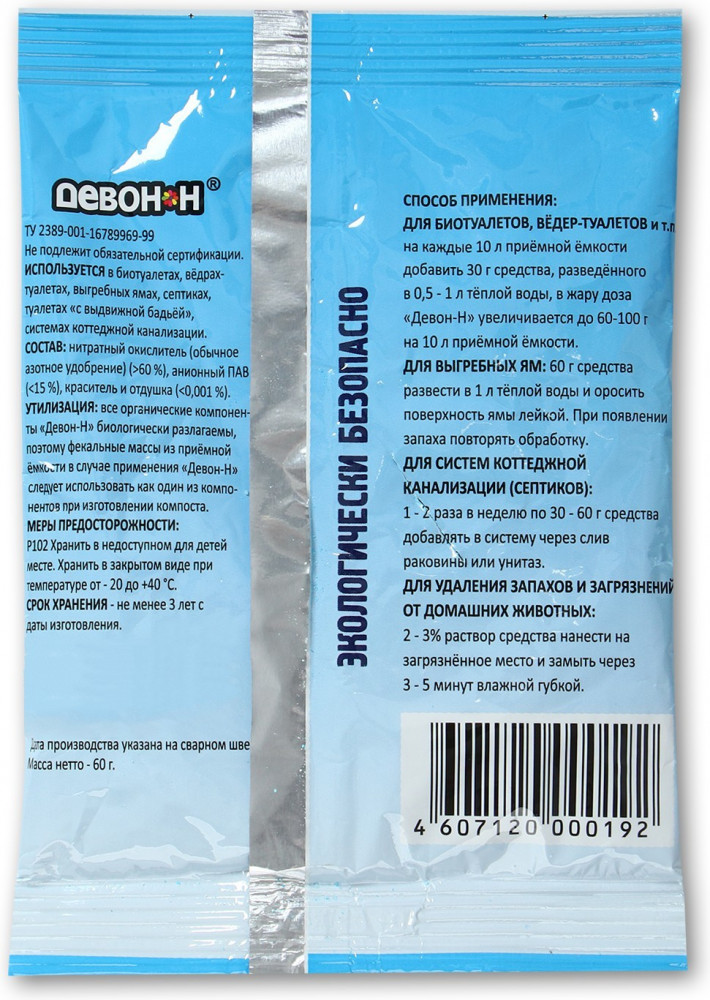 ДЕВОН-Н®
ТУ 2389-001-16789969-99
Не подлежит обязательной сертификации.
ИСПОЛЬЗУЕТСЯ в биотуалетах, вёдрах-
туалетах, выгребных ямах, септиках,
туалетах «с выдвижной бадьёй»,
системах коттеджной канализации.
СОСТАВ: нитратный окислитель (обычное
азотное удобрение) (>60 %), анионный ПАВ
(<15 %), краситель и отдушка (<0,001 %).
УТИЛИЗАЦИЯ: все органические компонен-
ты «Девон-Н» биологически разлагаемы,
поэтому фекальные массы из приёмной
ёмкости в случае применения «Девон-Н»
следует использовать как один из компо-
нентов при изготовлении компоста.
МЕРЫ ПРЕДОСТОРОЖНОСТИ:
Р102 Хранить в недоступном для детей
месте. Хранить в закрытом виде при
температуре от - 20 до +40 °С.
СРОК ХРАНЕНИЯ - не менее 3 лет с
даты изготовления.
Дата производства указана на сварном шве
Масса нетто - 60 г.
ЭКОЛОГИЧЕСКИ БЕЗОПАСНО
СПОСОБ ПРИМЕНЕНИЯ:
ДЛЯ БИОТУАЛЕТОВ, ВЁДЕР-ТУАЛЕТОВ и т.п
на каждые 10 л приёмной ёмкости
добавить 30 г средства, разведённого
в 0,5 - 1 л тёплой воды, в жару доза
«Девон-Н» увеличивается до 60-100 г
на 10 л приёмной ёмкости.
ДЛЯ ВЫГРЕБНЫХ ЯМ: 60 г средства
развести в 1 л тёплой воды и оросить
поверхность ямы лейкой. При появлении
запаха повторять обработку.
ДЛЯ СИСТЕМ КОТТЕДЖНОЙ
КАНАЛИЗАЦИИ (СЕПТИКОВ):
1 - 2 раза в неделю по 30 - 60 г средства
добавлять в систему через слив
раковины или унитаз.
ДЛЯ УДАЛЕНИЯ ЗАПАХОВ И ЗАГРЯЗНЕНИЙ
ОТ ДОМАШНИХ ЖИВОТНЫХ:
2 - 3% раствор средства нанести на
загрязнённое место и замыть через
3 - 5 минут влажной губкой.
4 607120 000192